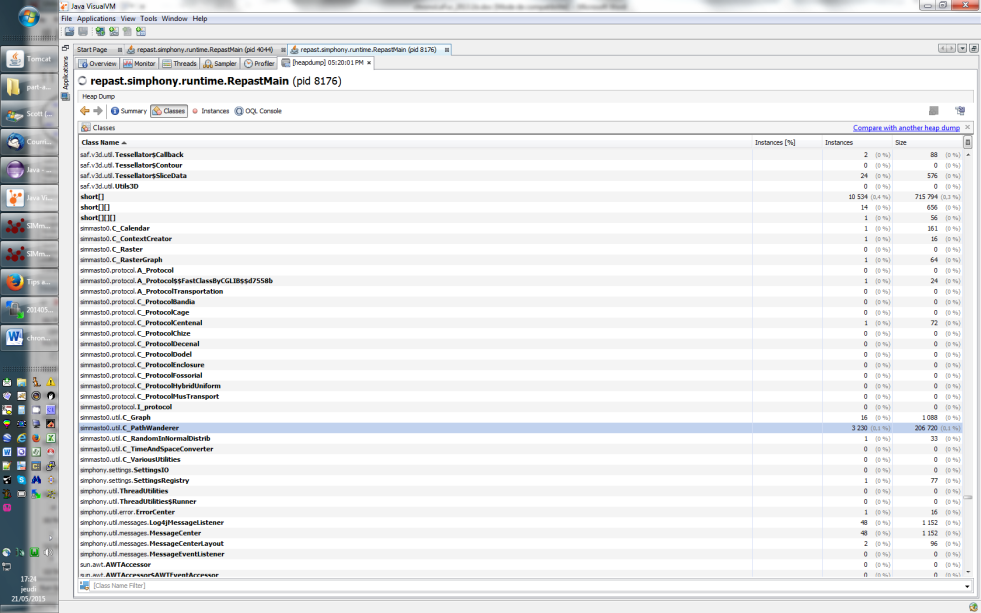 Java VisualVM
File Applications View Tools Window Help
Start Page repast.simphony.runtime.RepastMain (pid 4044) repast.simphony.runtime.RepastMain (pid 8176)
Overview Monitor Threads Sampler Profiler [heapdump] 05:20:01 PM
Applications
repast.simphony.runtime.RepastMain (pid 8176)
Heap Dump
Summary Classes Instances OQL Console
Classes Compare with another heap dump
Class Name Instances [%] Instances Size
saf.v3d.util.Tessellator$Callback 2 (0 %) 88 (0 %)
saf.v3d.util.Tessellator$Contour 0 (0 %) 0 (0 %)
saf.v3d.util.Tessellator$SliceData 24 (0 %) 576 (0 %)
saf.v3d.util.Utils3D 0 (0 %) 0 (0 %)
short[] 10 534 (0,4 %) 715 794 (0,3 %)
short[][] 14 (0 %) 656 (0 %)
short[][][] 1 (0 %) 56 (0 %)
simmasto0.C_Calendar 1 (0 %) 161 (0 %)
simmasto0.C_ContextCreator 1 (0 %) 16 (0 %)
simmasto0.C_Raster 0 (0 %) 0 (0 %)
simmasto0.C_RasterGraph 1 (0 %) 64 (0 %)
simmasto0.protocol.A_Protocol 0 (0 %) 0 (0 %)
simmasto0.protocol.A_Protocol$$FastClassByCGLIB$$d7558b 1 (0 %) 24 (0 %)
simmasto0.protocol.A_ProtocolTransportation 0 (0 %) 0 (0 %)
simmasto0.protocol.C_ProtocolBandia 0 (0 %) 0 (0 %)
simmasto0.protocol.C_ProtocolCage 0 (0 %) 0 (0 %)
simmasto0.protocol.C_ProtocolCentenal 1 (0 %) 72 (0 %)
simmasto0.protocol.C_ProtocolChize 0 (0 %) 0 (0 %)
simmasto0.protocol.C_ProtocolDecenal 0 (0 %) 0 (0 %)
simmasto0.protocol.C_ProtocolDodel 0 (0 %) 0 (0 %)
simmasto0.protocol.C_ProtocolEnclosure 0 (0 %) 0 (0 %)
simmasto0.protocol.C_ProtocolFossorial 0 (0 %) 0 (0 %)
simmasto0.protocol.C_ProtocolHybridUniform 0 (0 %) 0 (0 %)
simmasto0.protocol.C_ProtocolMusTransport 0 (0 %) 0 (0 %)
simmasto0.protocol.I_protocol 0 (0 %) 0 (0 %)
simmasto0.util.C_Graph 16 (0 %) 1 088 (0 %)
simmasto0.util.C_PathWanderer 3 230 (0,1 %) 206 720 (0,1 %)
simmasto0.util.C_RandomInNormalDistrib 1 (0 %) 33 (0 %)
simmasto0.util.C_TimeAndSpaceConverter 0 (0 %) 0 (0 %)
simmasto0.util.C_VariousUtilities 0 (0 %) 0 (0 %)
simphony.settings.SettingsIO 0 (0 %) 0 (0 %)
simphony.settings.SettingsRegistry 1 (0 %) 77 (0 %)
simphony.util.ThreadUtilities 0 (0 %) 0 (0 %)
simphony.util.ThreadUtilities$Runner 0 (0 %) 0 (0 %)
simphony.util.error.ErrorCenter 1 (0 %) 16 (0 %)
simphony.util.messages.Log4jMessageListener 48 (0 %) 1 152 (0 %)
simphony.util.messages.MessageCenter 48 (0 %) 1 152 (0 %)
simphony.util.messages.MessageCenterLayout 2 (0 %) 96 (0 %)
simphony.util.messages.MessageEventListener 0 (0 %) 0 (0 %)
sun.awt.AWTAccessor 0 (0 %) 0 (0 %)
sun.awt.AWTAccessor$AWTEventAccessor 0 (0 %) 0 (0 %)
[Class Name Filter]
Tomcat
part-a...
Scott (...
Courri...
Java - ...
Java Vi...
SIMm...
SIMm...
Tips a...
201405...
chron...
17:24
jeudi
21/05/2015